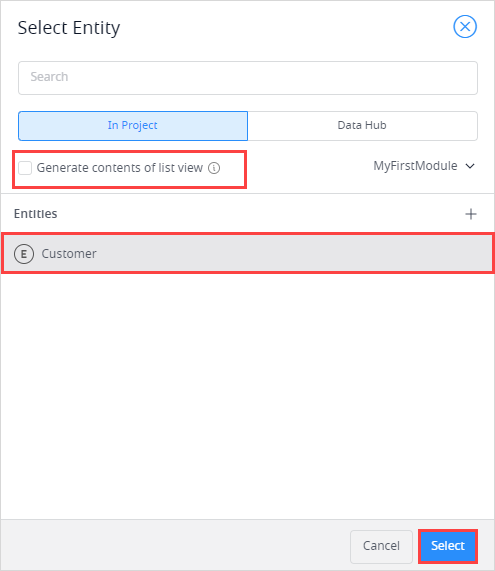 Select Entity
Search
In Project
Data Hub
Generate contents of list view
MyFirstModule
Entities
E Customer
Cancel
Select